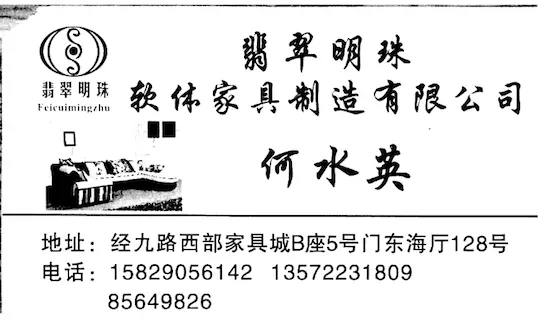 翡翠明珠
Feicuimingzhu
翡翠明珠
软体家具制造有限公司
何水英
地址：经九路西部家具城B座5号门东海厅128号
电话：15829056142 13572231809
85649826